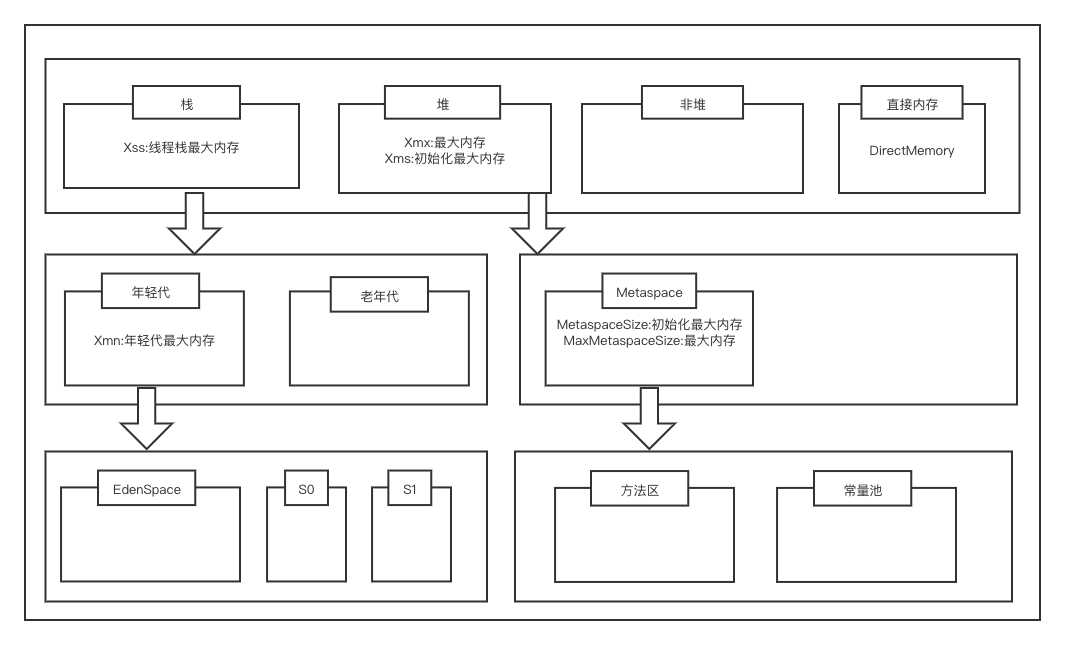 栈
Xss:线程栈最大内存
堆
Xmx:最大内存
Xms:初始化最大内存
非堆
直接内存
DirectMemory
年轻代
Xmn:年轻代最大内存
老年代
Metaspace
MetaspaceSize:初始化最大内存
MaxMetaspaceSize:最大内存
EdenSpace
S0
S1
方法区
常量池